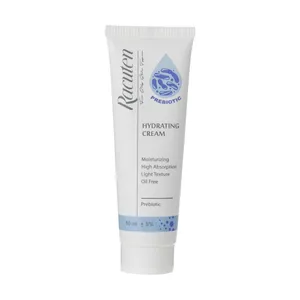 Racuten
PREBIOTIC
HYDRATING
CREAM
Moisturizing
High Absorption
Light Texture
Oil Free
Prebiotic